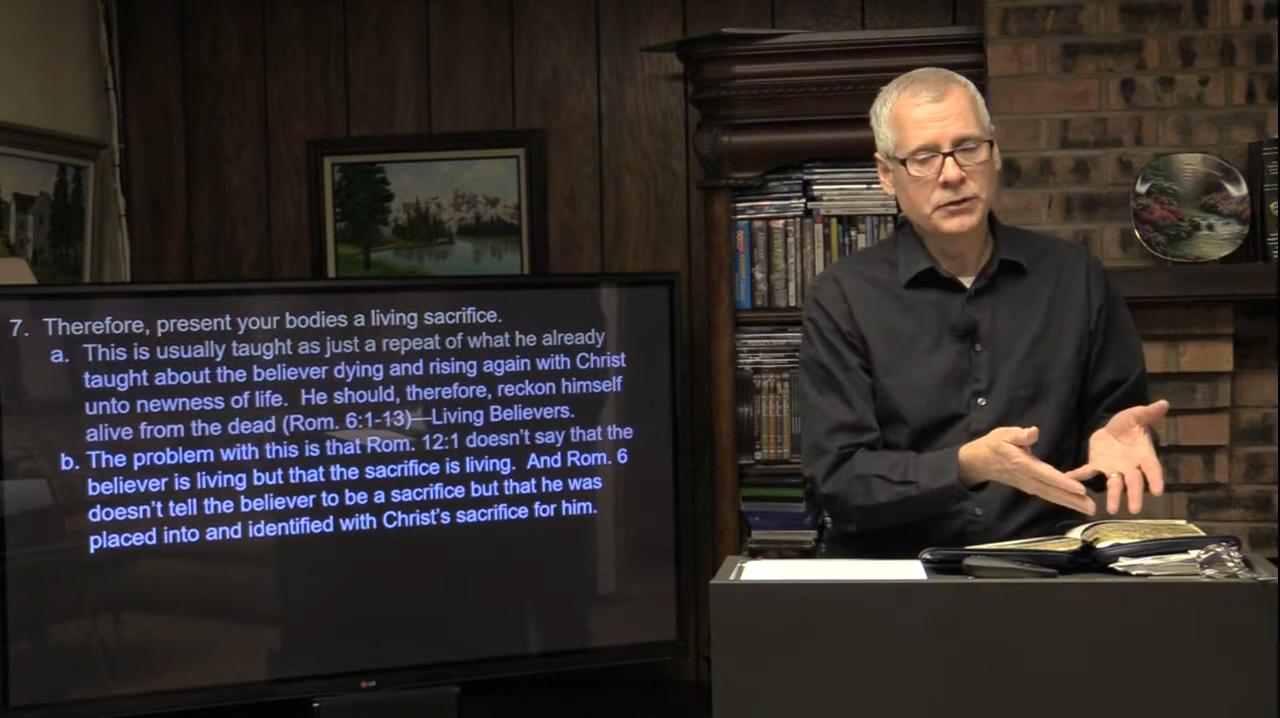 7. Therefore, present your bodies a living sacrifice.
a. This is usually taught as just a repeat of what he already
taught about the believer dying and rising again with Christ
unto newness of life. He should, therefore, reckon himself
alive from the dead (Rom. 6:1-13)—Living Believers.
b. The problem with this is that Rom. 12:1 doesn't say that the
believer is living but that the sacrifice is living. And Rom. 6
doesn't tell the believer to be a sacrifice but that he was
placed into and identified with Christ's sacrifice for him.
LG